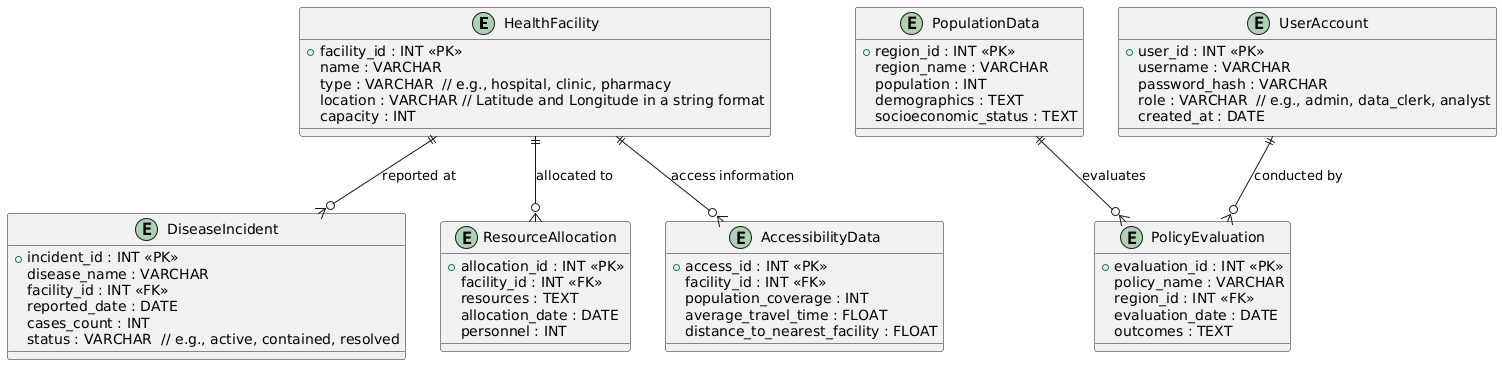 E HealthFacility
facility_id : INT «PK»
name : VARCHAR
type : VARCHAR  // e.g., hospital, clinic, pharmacy
location : VARCHAR // Latitude and Longitude in a string format
capacity : INT
E PopulationData
region_id : INT «PK»
region_name : VARCHAR
population : INT
demographics : TEXT
socioeconomic_status : TEXT
E UserAccount
user_id : INT «PK»
username : VARCHAR
password_hash : VARCHAR
role : VARCHAR  // e.g., admin, data_clerk, analyst
created_at : DATE
reported at
allocated to
access information
evaluates
conducted by
E DiseaseIncident
incident_id : INT «PK»
disease_name : VARCHAR
facility_id : INT «FK»
reported_date : DATE
cases_count : INT
status : VARCHAR  // e.g., active, contained, resolved
E ResourceAllocation
allocation_id : INT «PK»
facility_id : INT «FK»
resources : TEXT
allocation_date : DATE
personnel : INT
E AccessibilityData
access_id : INT «PK»
facility_id : INT «FK»
population_coverage : INT
average_travel_time : FLOAT
distance_to_nearest_facility : FLOAT
E PolicyEvaluation
evaluation_id : INT «PK»
policy_name : VARCHAR
region_id : INT «FK»
evaluation_date : DATE
outcomes : TEXT